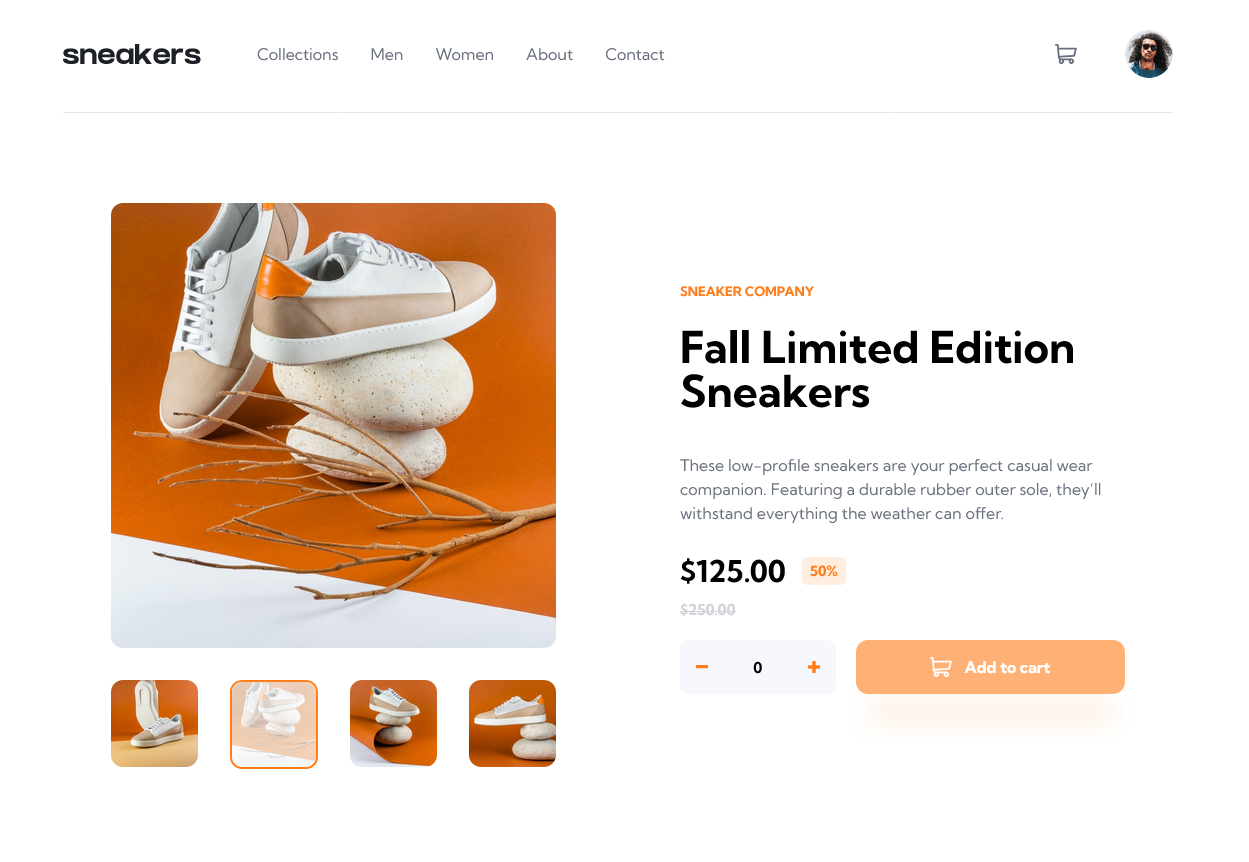 sneakers
Collections Men Women About Contact
SNEAKER COMPANY
Fall Limited Edition
Sneakers
These low-profile sneakers are your perfect casual wear
companion. Featuring a durable rubber outer sole, they’ll
withstand everything the weather can offer.
$125.00 50%
$250.00
0 Add to cart